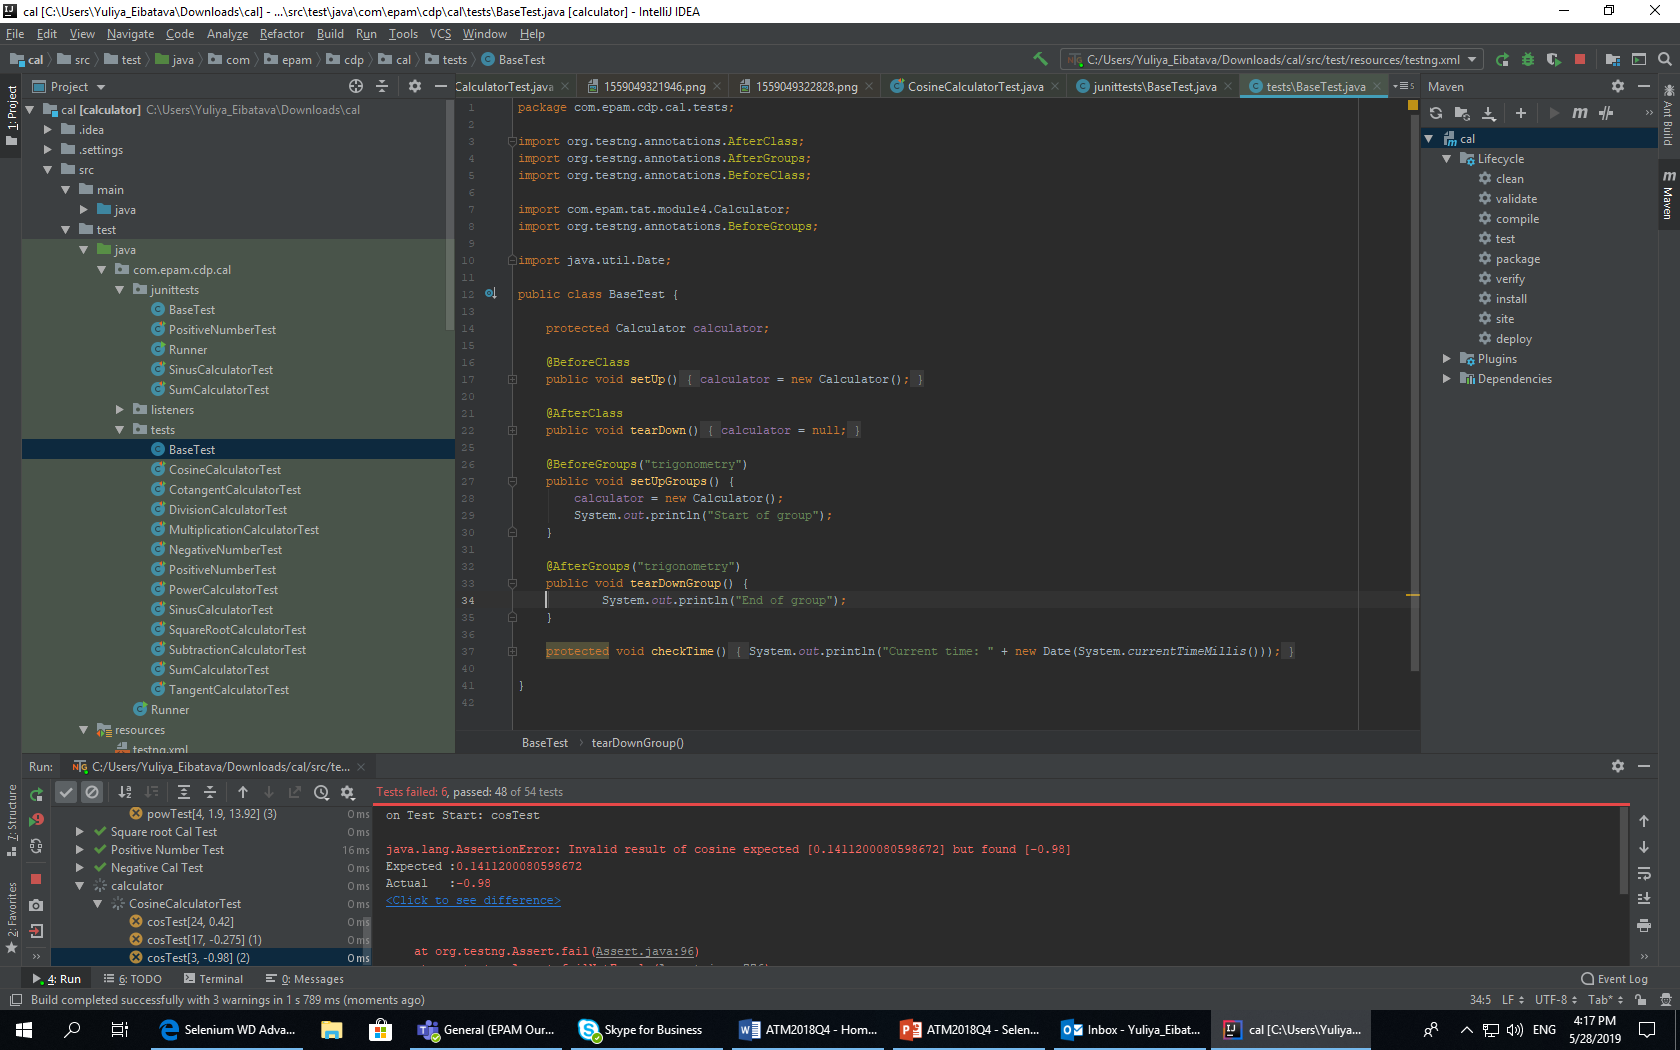 cal [C:\Users\Yuliya_Eibatava\Downloads\cal] - ...\src\test\java\com\epam\cdp\cal\tests\BaseTest.java [calculator] - IntelliJ IDEA
File Edit View Navigate Code Analyze Refactor Build Run Tools VCS Window Help
cal src test java com epam cdp cal tests BaseTest
C:/Users/Yuliya_Eibatava/Downloads/cal/src/test/resources/testng.xml
1: Project
Project
cal [calculator] C:\Users\Yuliya_Eibatava\Downloads\cal
.idea
.settings
src
main
java
test
java
com.epam.cdp.cal
junittests
BaseTest
PositiveNumberTest
Runner
SinusCalculatorTest
SumCalculatorTest
listeners
tests
BaseTest
CosineCalculatorTest
CotangentCalculatorTest
DivisionCalculatorTest
MultiplicationCalculatorTest
NegativeNumberTest
PositiveNumberTest
PowerCalculatorTest
SinusCalculatorTest
SquareRootCalculatorTest
SubtractionCalculatorTest
SumCalculatorTest
TangentCalculatorTest
Runner
resources
testng.xml
CalculatorTest.java 1559049321946.png 1559049322828.png CosineCalculatorTest.java junittests\BaseTest.java tests\BaseTest.java
1 package com.epam.cdp.cal.tests;
2
3 import org.testng.annotations.AfterClass;
4 import org.testng.annotations.AfterGroups;
5 import org.testng.annotations.BeforeClass;
6
7 import com.epam.tat.module4.Calculator;
8 import org.testng.annotations.BeforeGroups;
9
10 import java.util.Date;
11
12 public class BaseTest {
13
14 protected Calculator calculator;
15
16 @BeforeClass
17 public void setUp() { calculator = new Calculator(); }
20
21 @AfterClass
22 public void tearDown() { calculator = null; }
25
26 @BeforeGroups("trigonometry")
27 public void setUpGroups() {
28 calculator = new Calculator();
29 System.out.println("Start of group");
30 }
31
32 @AfterGroups("trigonometry")
33 public void tearDownGroup() {
34 System.out.println("End of group");
35 }
36
37 protected void checkTime() { System.out.println("Current time: " + new Date(System.currentTimeMillis())); }
40
41 }
42
BaseTest tearDownGroup()
Maven
cal
Lifecycle
clean
validate
compile
test
package
verify
install
site
deploy
Plugins
Dependencies
Ant Build
Maven
Run: C:/Users/Yuliya_Eibatava/Downloads/cal/src/te...
Tests failed: 6, passed: 48 of 54 tests
powTest[4, 1.9, 13.92] (3) 0 ms
Square root Cal Test 0 ms
Positive Number Test 16 ms
Negative Cal Test 0 ms
calculator 0 ms
CosineCalculatorTest 0 ms
cosTest[24, 0.42] 0 ms
cosTest[17, -0.275] (1) 0 ms
cosTest[3, -0.98] (2) 0 ms
on Test Start: cosTest
java.lang.AssertionError: Invalid result of cosine expected [0.1411200080598672] but found [-0.98]
Expected :0.1411200080598672
Actual :-0.98
<Click to see difference>
at org.testng.Assert.fail(Assert.java:96)
7: Structure
2: Favorites
4: Run 6: TODO Terminal 0: Messages Event Log
Build completed successfully with 3 warnings in 1 s 789 ms (moments ago) 34:5 LF UTF-8 Tab*
Selenium WD Adva... General (EPAM Our... Skype for Business ATM2018Q4 - Hom... ATM2018Q4 - Selen... Inbox - Yuliya_Eibat... cal [C:\Users\Yuliya... ENG 4:17 PM
5/28/2019